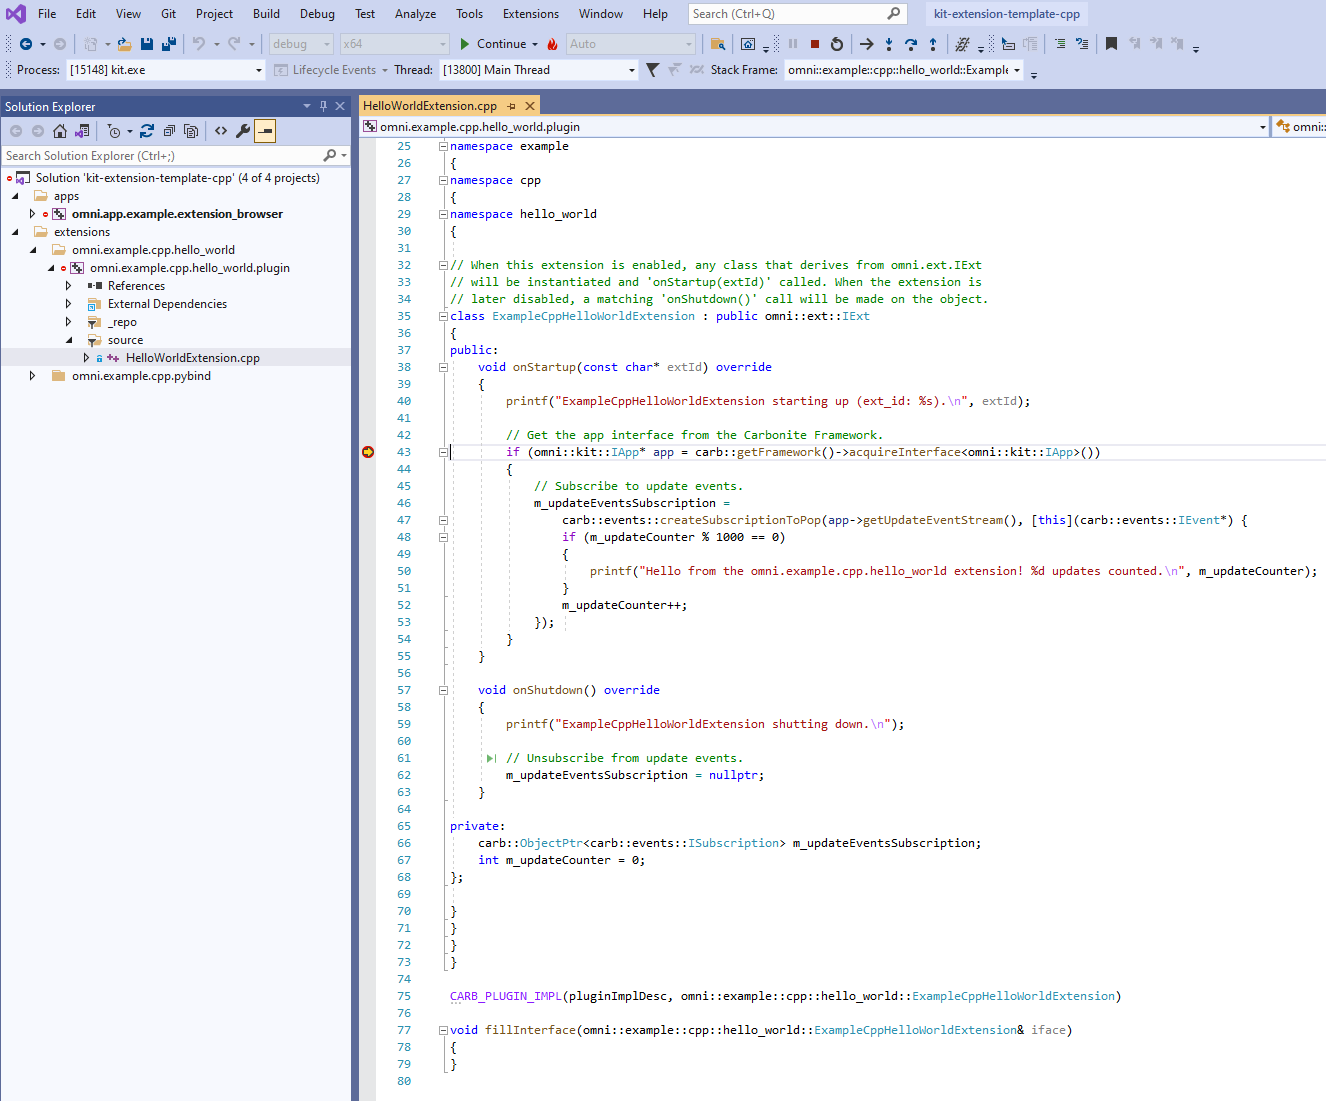 File Edit View Git Project Build Debug Test Analyze Tools Extensions Window Help Search (Ctrl+Q) kit-extension-template-cpp
debug x64 Continue Auto
Process: [15148] kit.exe Lifecycle Events Thread: [13800] Main Thread Stack Frame: omni::example::cpp::hello_world::Example
Solution Explorer
Search Solution Explorer (Ctrl+;)
Solution 'kit-extension-template-cpp' (4 of 4 projects)
apps
omni.app.example.extension_browser
extensions
omni.example.cpp.hello_world
omni.example.cpp.hello_world.plugin
References
External Dependencies
_repo
source
HelloWorldExtension.cpp
omni.example.cpp.pybind
HelloWorldExtension.cpp
omni.example.cpp.hello_world.plugin omni::
25 namespace example
26 {
27 namespace cpp
28 {
29 namespace hello_world
30 {
31
32 // When this extension is enabled, any class that derives from omni.ext.IExt
33 // will be instantiated and 'onStartup(extId)' called. When the extension is
34 // later disabled, a matching 'onShutdown()' call will be made on the object.
35 class ExampleCppHelloWorldExtension : public omni::ext::IExt
36 {
37 public:
38 void onStartup(const char* extId) override
39 {
40 printf("ExampleCppHelloWorldExtension starting up (ext_id: %s).\n", extId);
41
42 // Get the app interface from the Carbonite Framework.
43 if (omni::kit::IApp* app = carb::getFramework()->acquireInterface<omni::kit::IApp>())
44 {
45 // Subscribe to update events.
46 m_updateEventsSubscription =
47 carb::events::createSubscriptionToPop(app->getUpdateEventStream(), [this](carb::events::IEvent*) {
48 if (m_updateCounter % 1000 == 0)
49 {
50 printf("Hello from the omni.example.cpp.hello_world extension! %d updates counted.\n", m_updateCounter);
51 }
52 m_updateCounter++;
53 });
54 }
55 }
56
57 void onShutdown() override
58 {
59 printf("ExampleCppHelloWorldExtension shutting down.\n");
60
61 // Unsubscribe from update events.
62 m_updateEventsSubscription = nullptr;
63 }
64
65 private:
66 carb::ObjectPtr<carb::events::ISubscription> m_updateEventsSubscription;
67 int m_updateCounter = 0;
68 };
69
70 }
71 }
72 }
73 }
74
75 CARB_PLUGIN_IMPL(pluginImplDesc, omni::example::cpp::hello_world::ExampleCppHelloWorldExtension)
76
77 void fillInterface(omni::example::cpp::hello_world::ExampleCppHelloWorldExtension& iface)
78 {
79 }
80